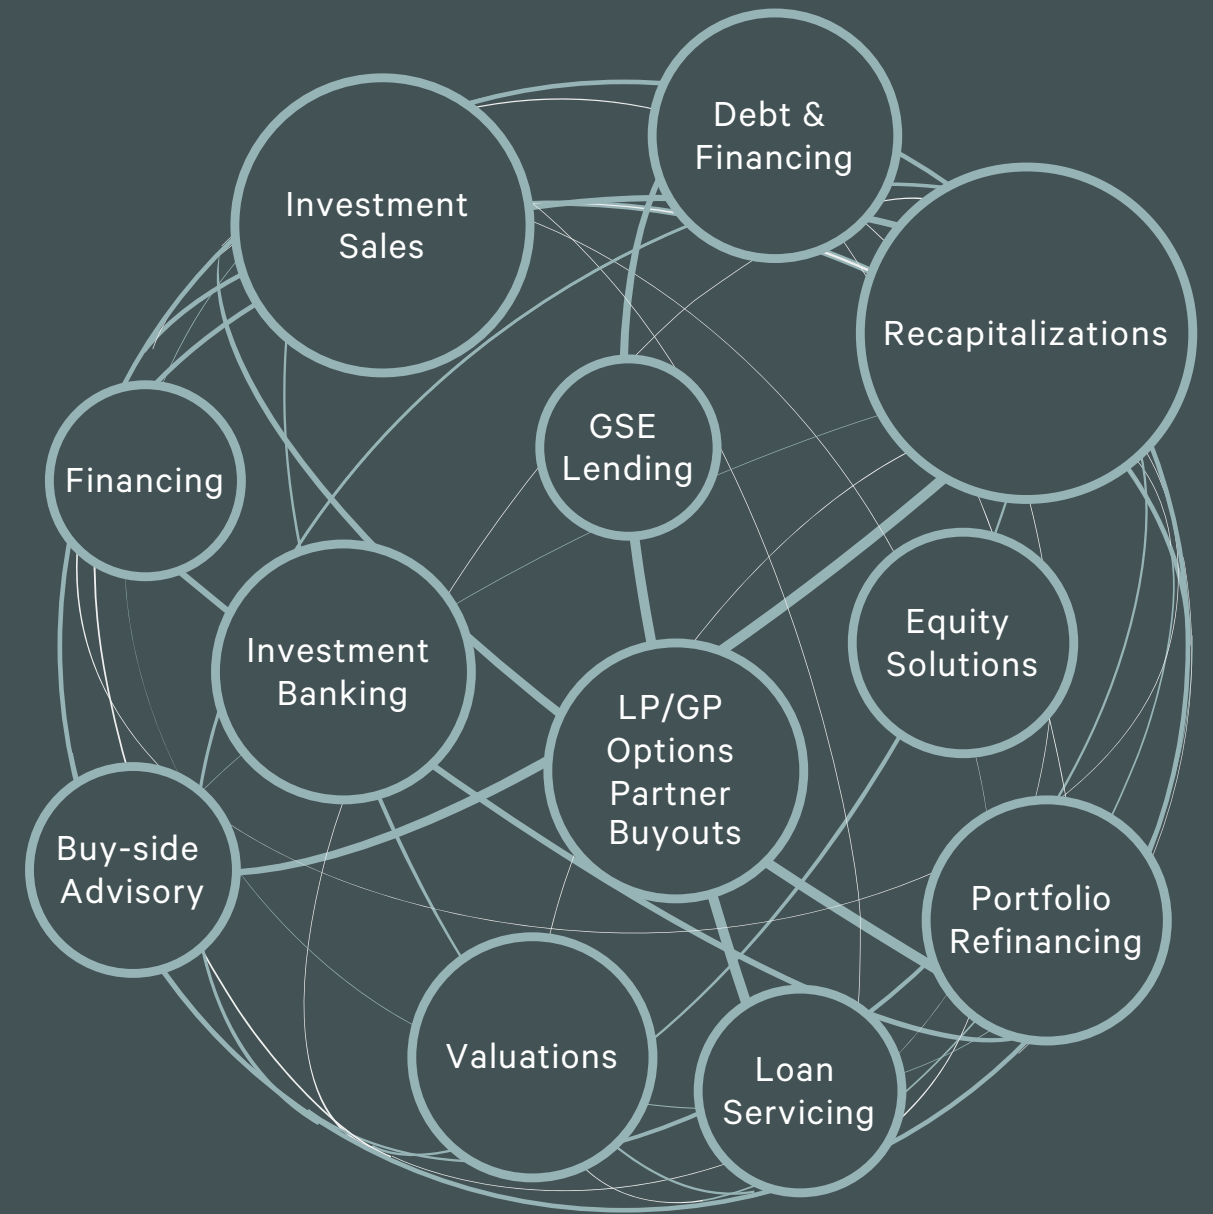 Debt &
Financing
Investment
Sales
Recapitalizations
GSE
Lending
Financing
Equity
Solutions
Investment
Banking
LP/GP
Options
Partner
Buyouts
Buy-side
Advisory
Portfolio
Refinancing
Valuations
Loan
Servicing